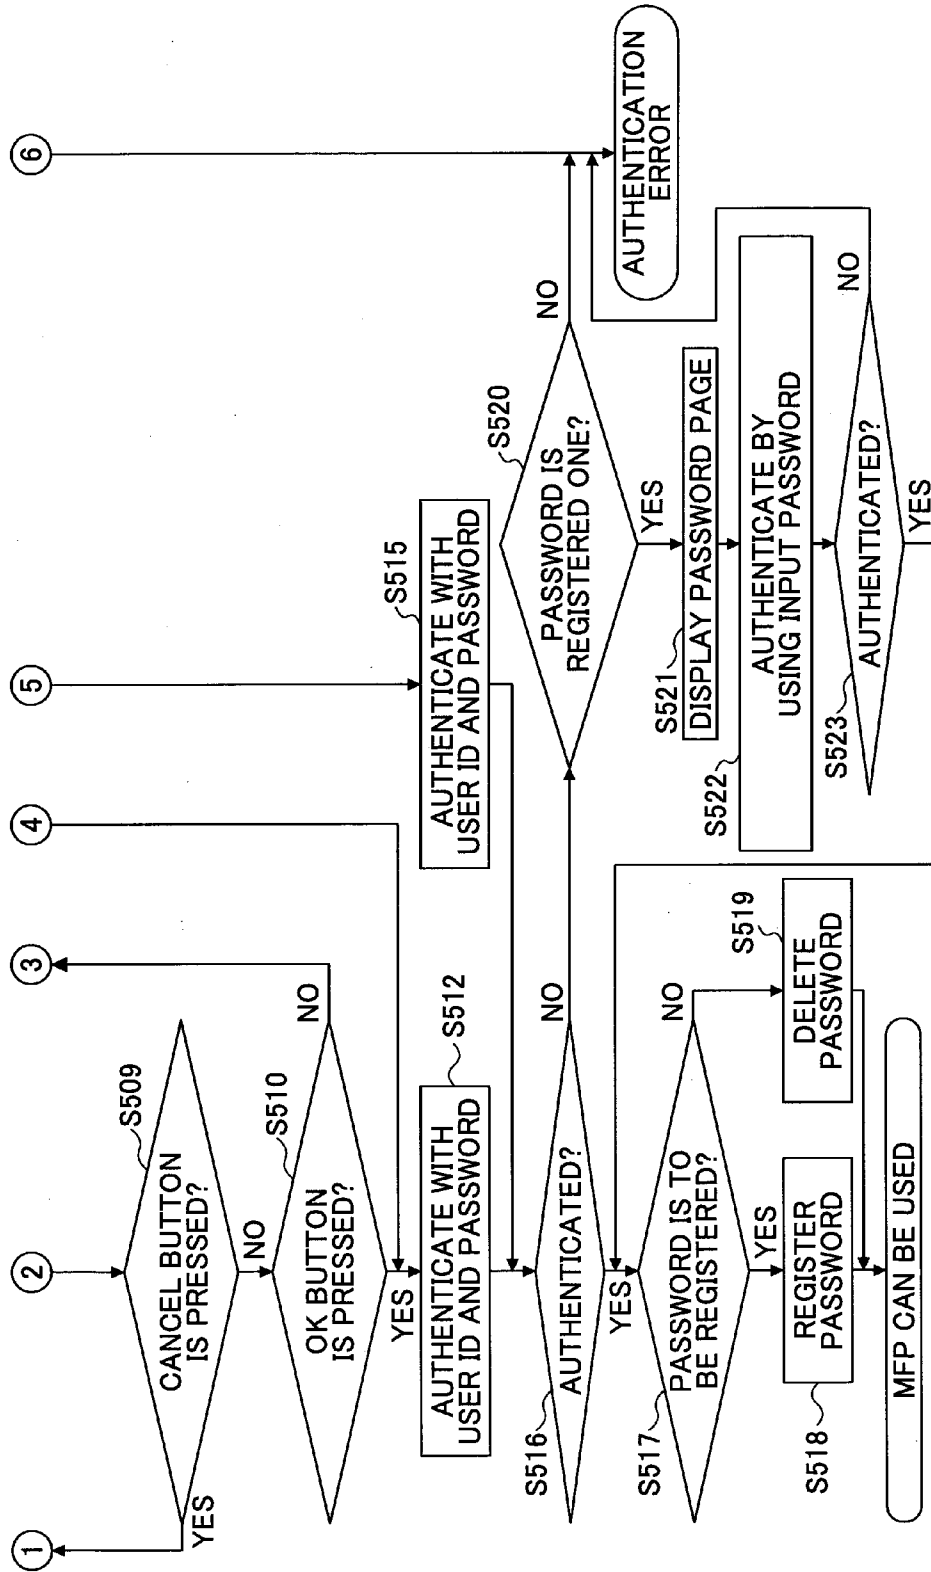 1
2
3
4
5
6
S509
CANCEL BUTTON
IS PRESSED?
YES
NO
S510
OK BUTTON
IS PRESSED?
NO
YES
S512
AUTHENTICATE WITH
USER ID AND PASSWORD
S515
AUTHENTICATE WITH
USER ID AND PASSWORD
S516
AUTHENTICATED?
NO
YES
S520
PASSWORD IS
REGISTERED ONE?
NO
YES
AUTHENTICATION
ERROR
S517
PASSWORD IS TO
BE REGISTERED?
NO
YES
S521
DISPLAY PASSWORD PAGE
S522
AUTHENTICATE BY
USING INPUT PASSWORD
S518
REGISTER
PASSWORD
S519
DELETE
PASSWORD
S523
AUTHENTICATED?
NO
YES
MFP CAN BE USED